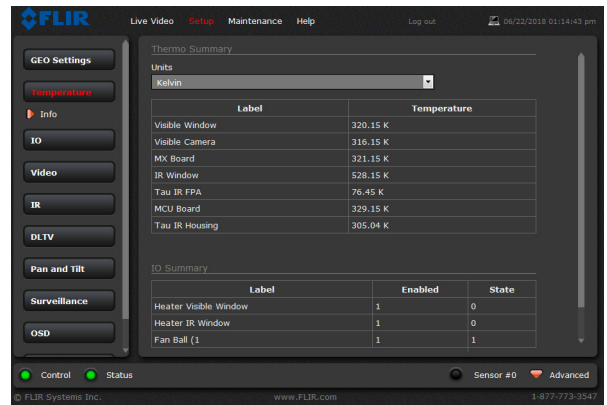 FLIR Live Video Setup Maintenance Help Log out 06/22/2018 01:14:43 pm
GEO Settings
Temperature
Info
IO
Video
IR
DLTV
Pan and Tilt
Surveillance
OSD
Thermo Summary
Units
Kelvin
Label Temperature
Visible Window 320.15 K
Visible Camera 316.15 K
MX Board 321.15 K
IR Window 528.15 K
Tau IR FPA 76.45 K
MCU Board 329.15 K
Tau IR Housing 305.04 K
IO Summary
Label Enabled State
Heater Visible Window 1 0
Heater IR Window 1 0
Fan Ball (1 1 1
Control Status Sensor #0 Advanced
© FLIR Systems Inc. www.FLIR.com 1-877-773-3547